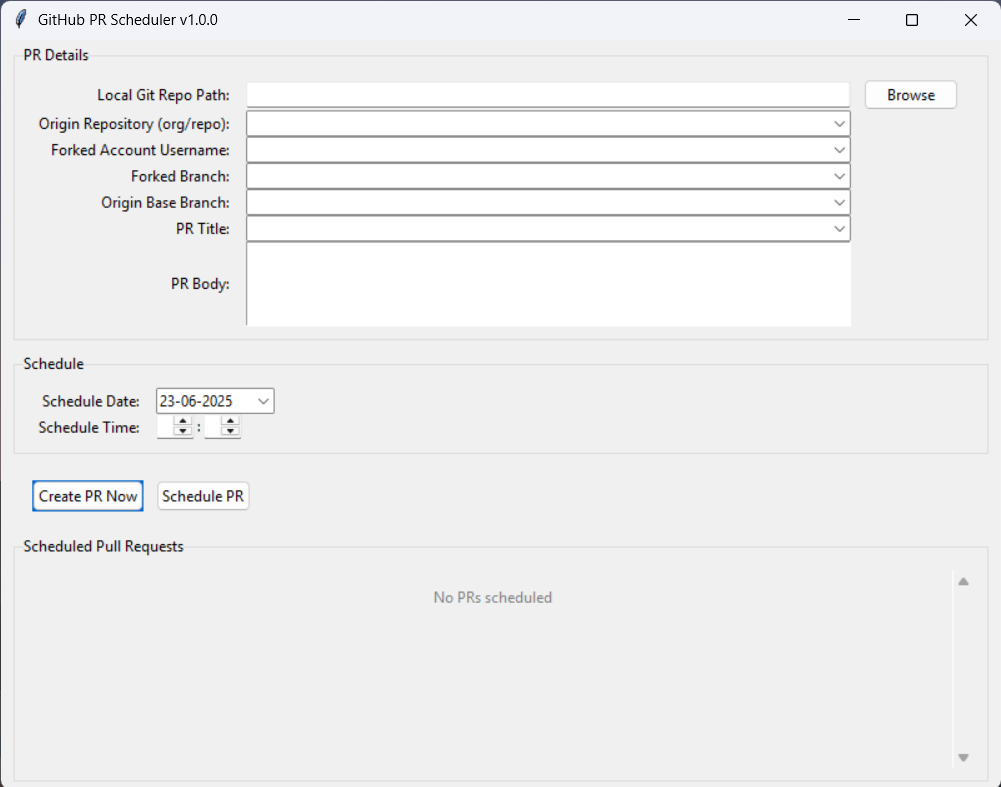 GitHub PR Scheduler v1.0.0
PR Details
Local Git Repo Path:
Browse
Origin Repository (org/repo):
Forked Account Username:
Forked Branch:
Origin Base Branch:
PR Title:
PR Body:
Schedule
Schedule Date: 23-06-2025
Schedule Time: :
Create PR Now Schedule PR
Scheduled Pull Requests
No PRs scheduled